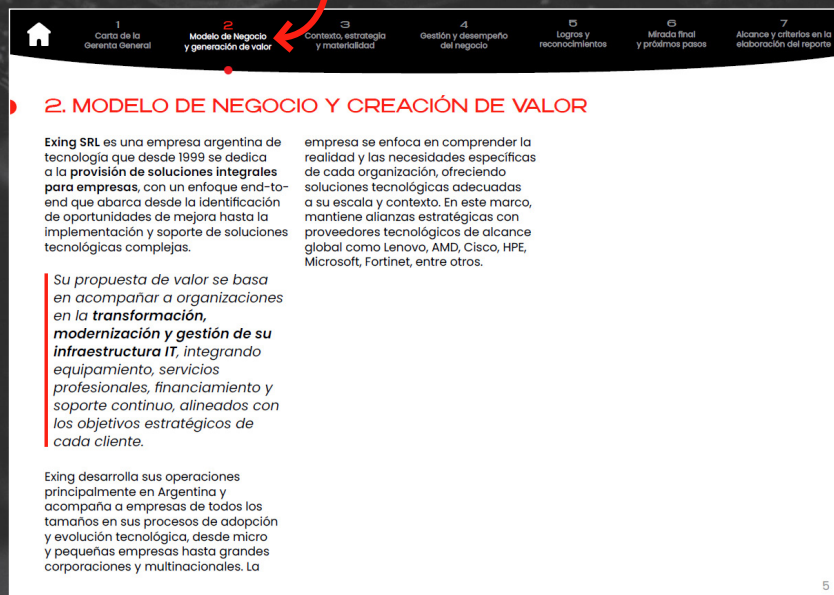 1
Carta de la
Gerenta General
2
Modelo de Negocio
y generación de valor
3
Contexto, estrategia
y materialidad
4
Gestión y desempeño
del negocio
5
Logros y
reconocimientos
6
Mirada final
y próximos pasos
7
Alcance y criterios en la
elaboración del reporte
2. MODELO DE NEGOCIO Y CREACIÓN DE VALOR
Exing SRL es una empresa argentina de
tecnología que desde 1999 se dedica
a la provisión de soluciones integrales
para empresas, con un enfoque end-to-
end que abarca desde la identificación
de oportunidades de mejora hasta la
implementación y soporte de soluciones
tecnológicas complejas.
Su propuesta de valor se basa
en acompañar a organizaciones
en la transformación,
modernización y gestión de su
infraestructura IT, integrando
equipamiento, servicios
profesionales, financiamiento y
soporte continuo, alineados con
los objetivos estratégicos de
cada cliente.
Exing desarrolla sus operaciones
principalmente en Argentina y
acompaña a empresas de todos los
tamaños en sus procesos de adopción
y evolución tecnológica, desde micro
y pequeñas empresas hasta grandes
corporaciones y multinacionales. La
empresa se enfoca en comprender la
realidad y las necesidades específicas
de cada organización, ofreciendo
soluciones tecnológicas adecuadas
a su escala y contexto. En este marco,
mantiene alianzas estratégicas con
proveedores tecnológicos de alcance
global como Lenovo, AMD, Cisco, HPE,
Microsoft, Fortinet, entre otros.
5